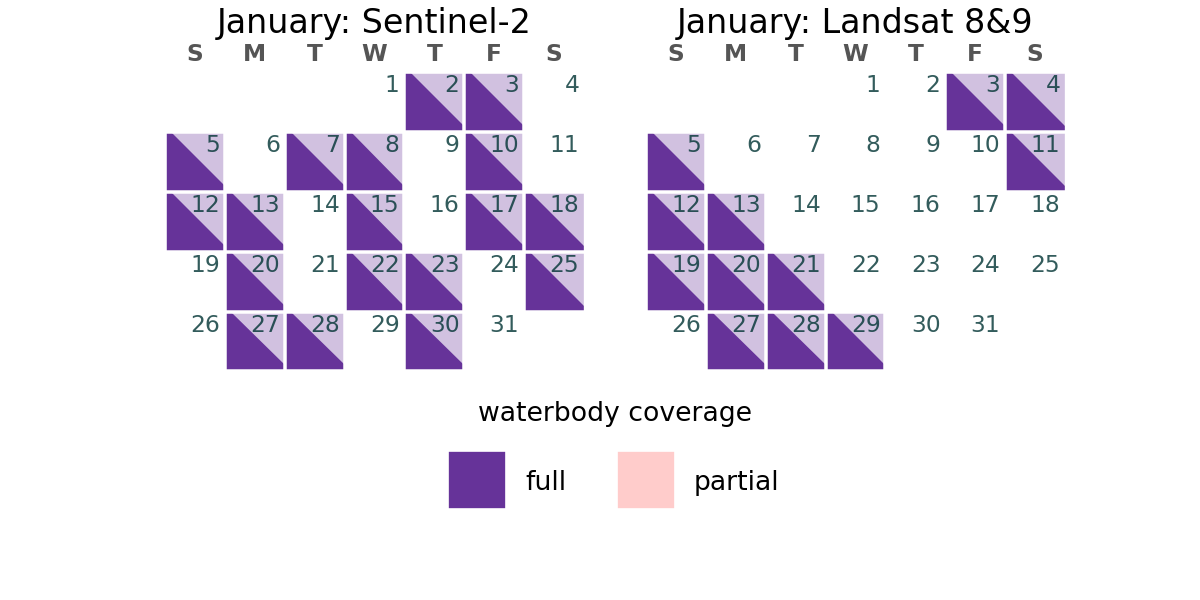 January: Sentinel-2
S M T W T F S
1 2 3 4
5 6 7 8 9 10 11
12 13 14 15 16 17 18
19 20 21 22 23 24 25
26 27 28 29 30 31
January: Landsat 8&9
S M T W T F S
1 2 3 4
5 6 7 8 9 10 11
12 13 14 15 16 17 18
19 20 21 22 23 24 25
26 27 28 29 30 31
waterbody coverage
full partial